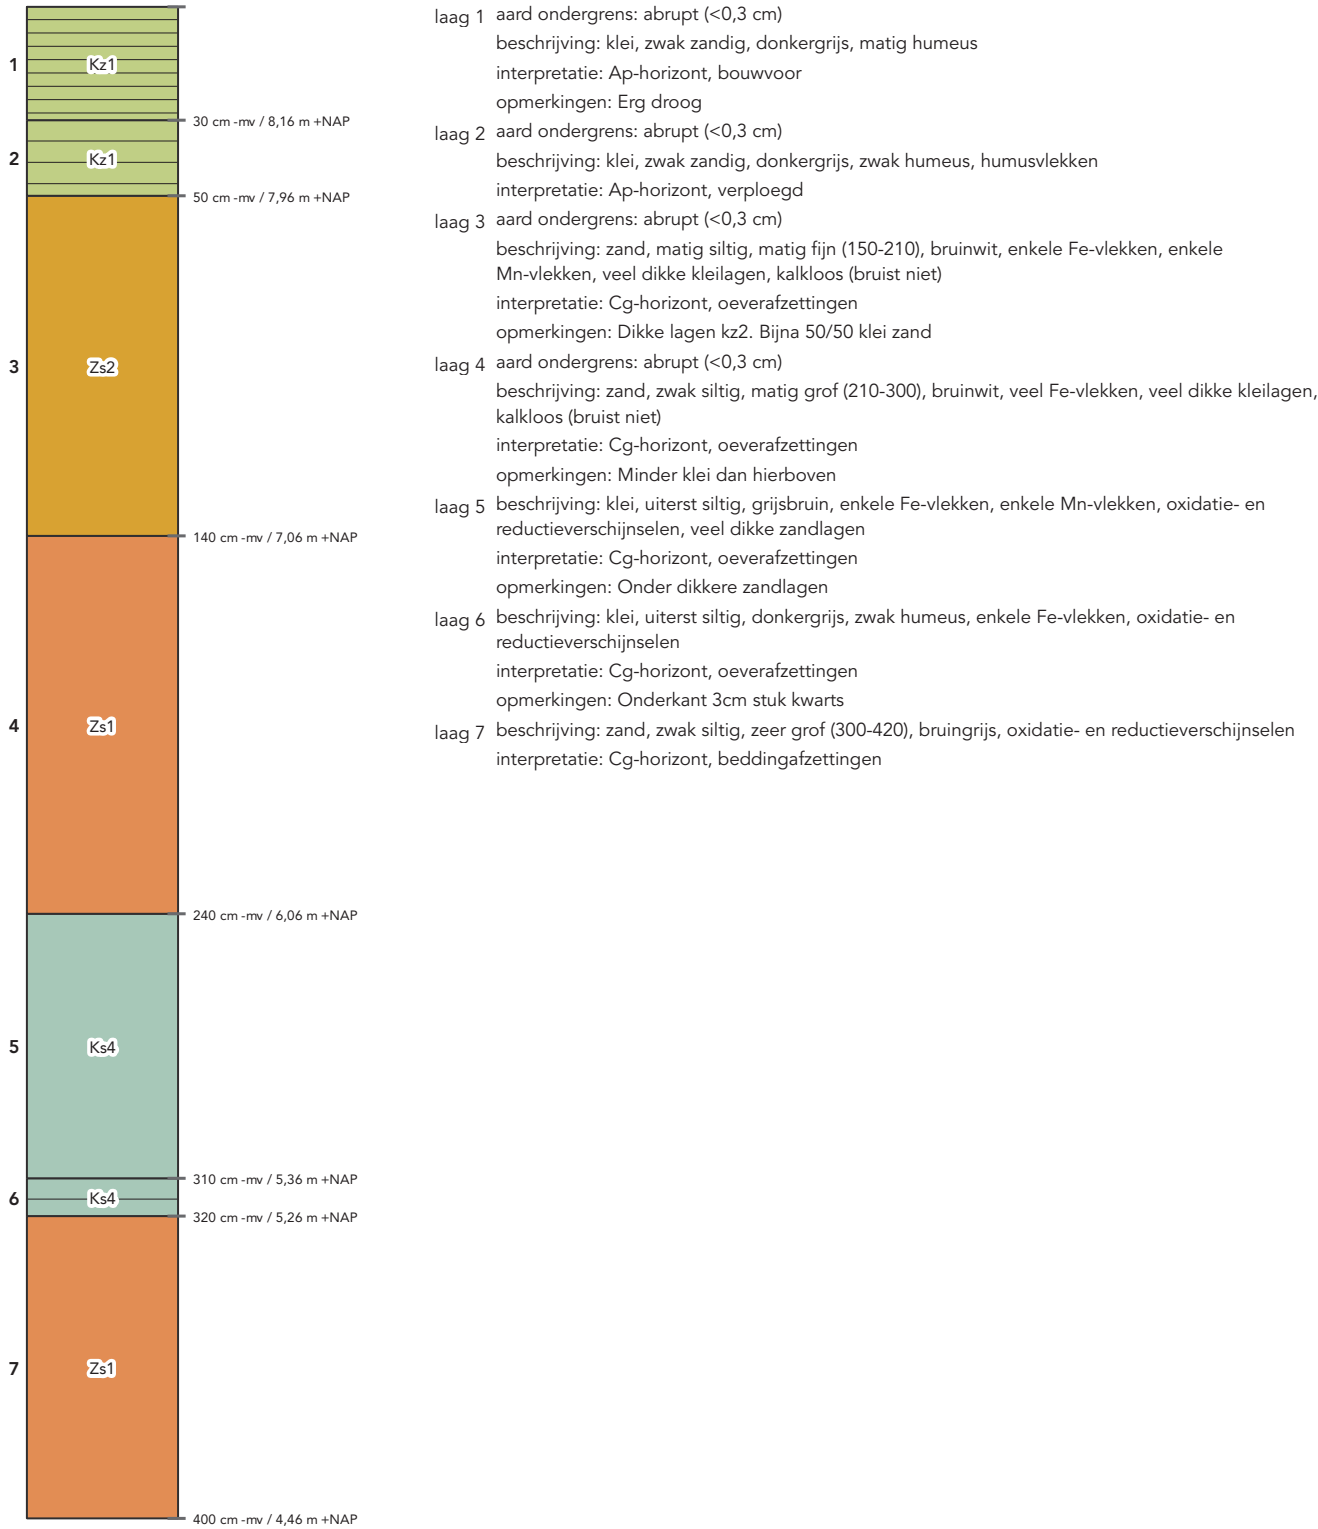 1
Kz1
30 cm -mv / 8,16 m +NAP
2
Kz1
50 cm -mv / 7,96 m +NAP
3
Zs2
140 cm -mv / 7,06 m +NAP
4
Zs1
240 cm -mv / 6,06 m +NAP
5
Ks4
310 cm -mv / 5,36 m +NAP
6
Ks4
320 cm -mv / 5,26 m +NAP
7
Zs1
400 cm -mv / 4,46 m +NAP
laag 1 aard ondergrens: abrupt (<0,3 cm)
beschrijving: klei, zwak zandig, donkergrijs, matig humeus
interpretatie: Ap-horizont, bouwvoor
opmerkingen: Erg droog
laag 2 aard ondergrens: abrupt (<0,3 cm)
beschrijving: klei, zwak zandig, donkergrijs, zwak humeus, humusvlekken
interpretatie: Ap-horizont, verploegd
laag 3 aard ondergrens: abrupt (<0,3 cm)
beschrijving: zand, matig siltig, matig fijn (150-210), bruinwit, enkele Fe-vlekken, enkele
Mn-vlekken, veel dikke kleilagen, kalkloos (bruist niet)
interpretatie: Cg-horizont, oeverafzettingen
opmerkingen: Dikke lagen kz2. Bijna 50/50 klei zand
laag 4 aard ondergrens: abrupt (<0,3 cm)
beschrijving: zand, zwak siltig, matig grof (210-300), bruinwit, veel Fe-vlekken, veel dikke kleilagen,
kalkloos (bruist niet)
interpretatie: Cg-horizont, oeverafzettingen
opmerkingen: Minder klei dan hierboven
laag 5 beschrijving: klei, uiterst siltig, grijsbruin, enkele Fe-vlekken, enkele Mn-vlekken, oxidatie- en
reductieverschijnselen, veel dikke zandlagen
interpretatie: Cg-horizont, oeverafzettingen
opmerkingen: Onder dikkere zandlagen
laag 6 beschrijving: klei, uiterst siltig, donkergrijs, zwak humeus, enkele Fe-vlekken, oxidatie- en
reductieverschijnselen
interpretatie: Cg-horizont, oeverafzettingen
opmerkingen: Onderkant 3cm stuk kwarts
laag 7 beschrijving: zand, zwak siltig, zeer grof (300-420), bruingrijs, oxidatie- en reductieverschijnselen
interpretatie: Cg-horizont, beddingafzettingen